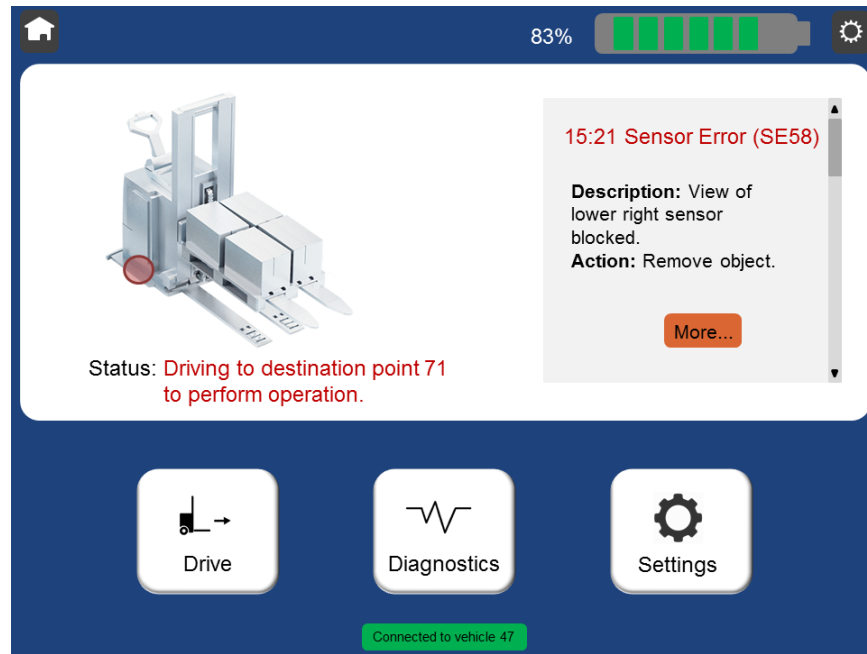 83%
15:21 Sensor Error (SE58)
Description: View of
lower right sensor
blocked.
Action: Remove object.
More...
Status: Driving to destination point 71
to perform operation.
Drive
Diagnostics
Settings
Connected to vehicle 47